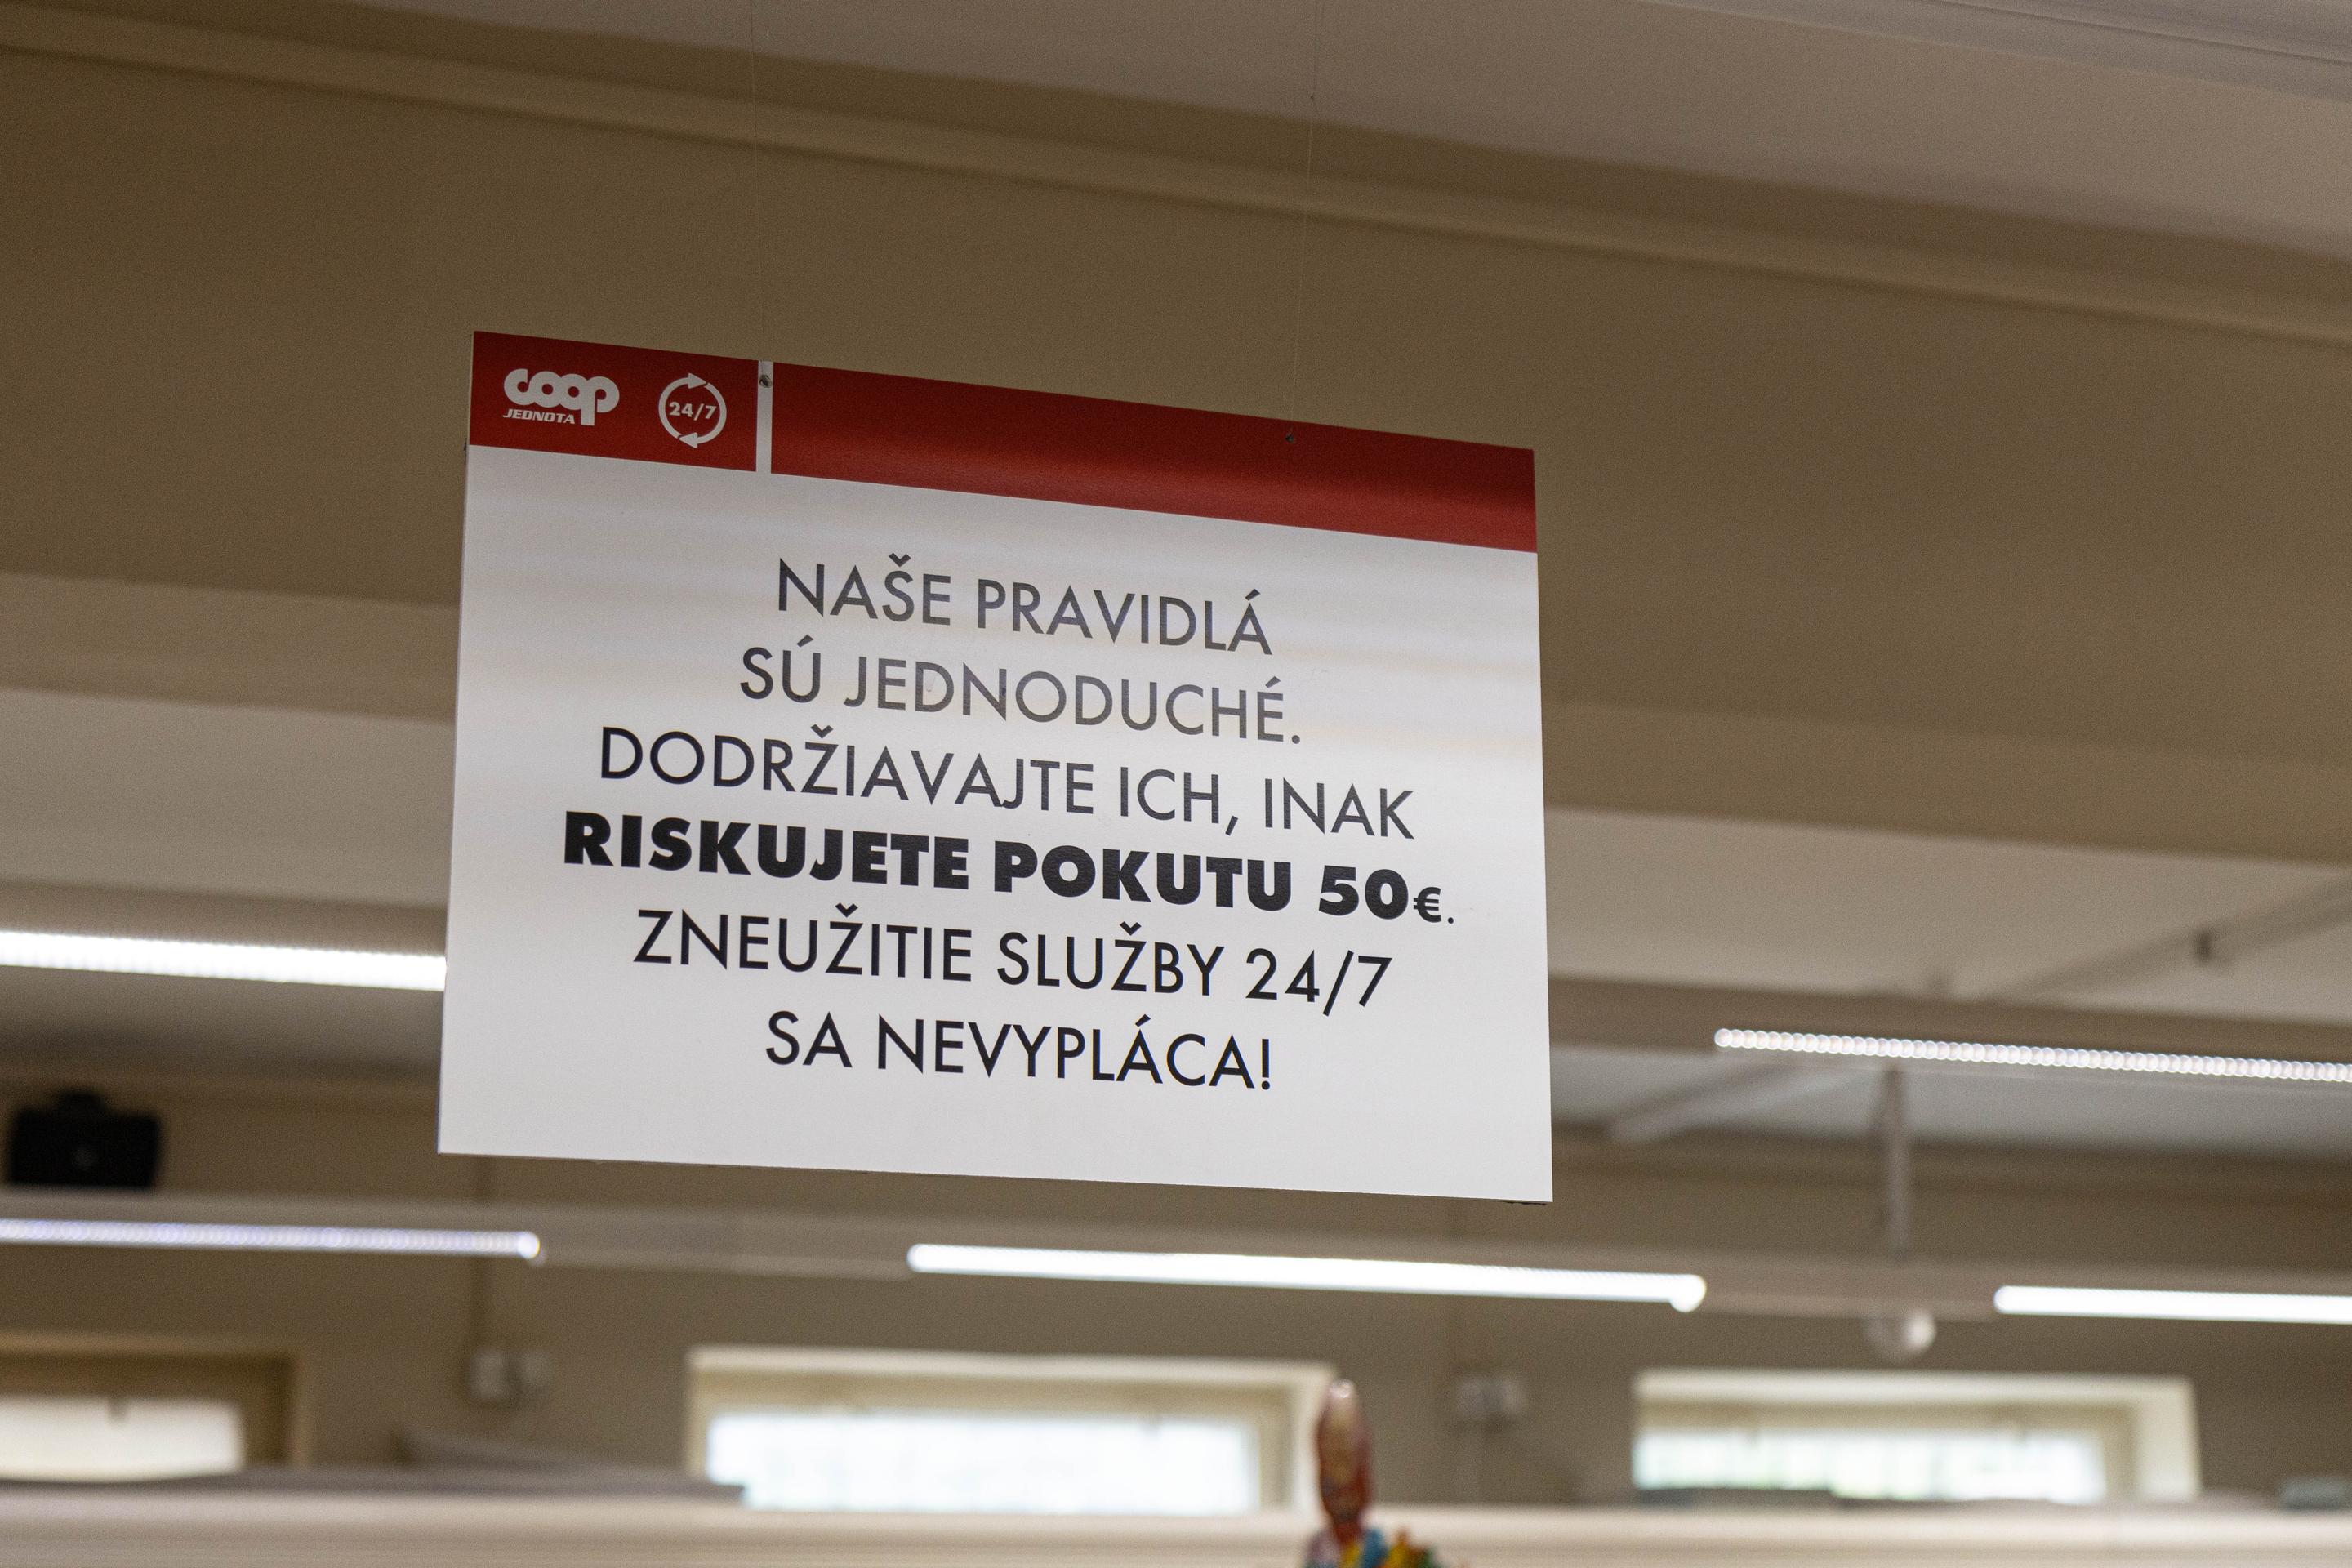 coop
JEDNOTA
24/7
NAŠE PRAVIDLÁ
SÚ JEDNODUCHÉ.
DODRŽIAVAJTE ICH, INAK
RISKUJETE POKUTU 50€.
ZNEUŽITIE SLUŽBY 24/7
SA NEVYPLÁCA!